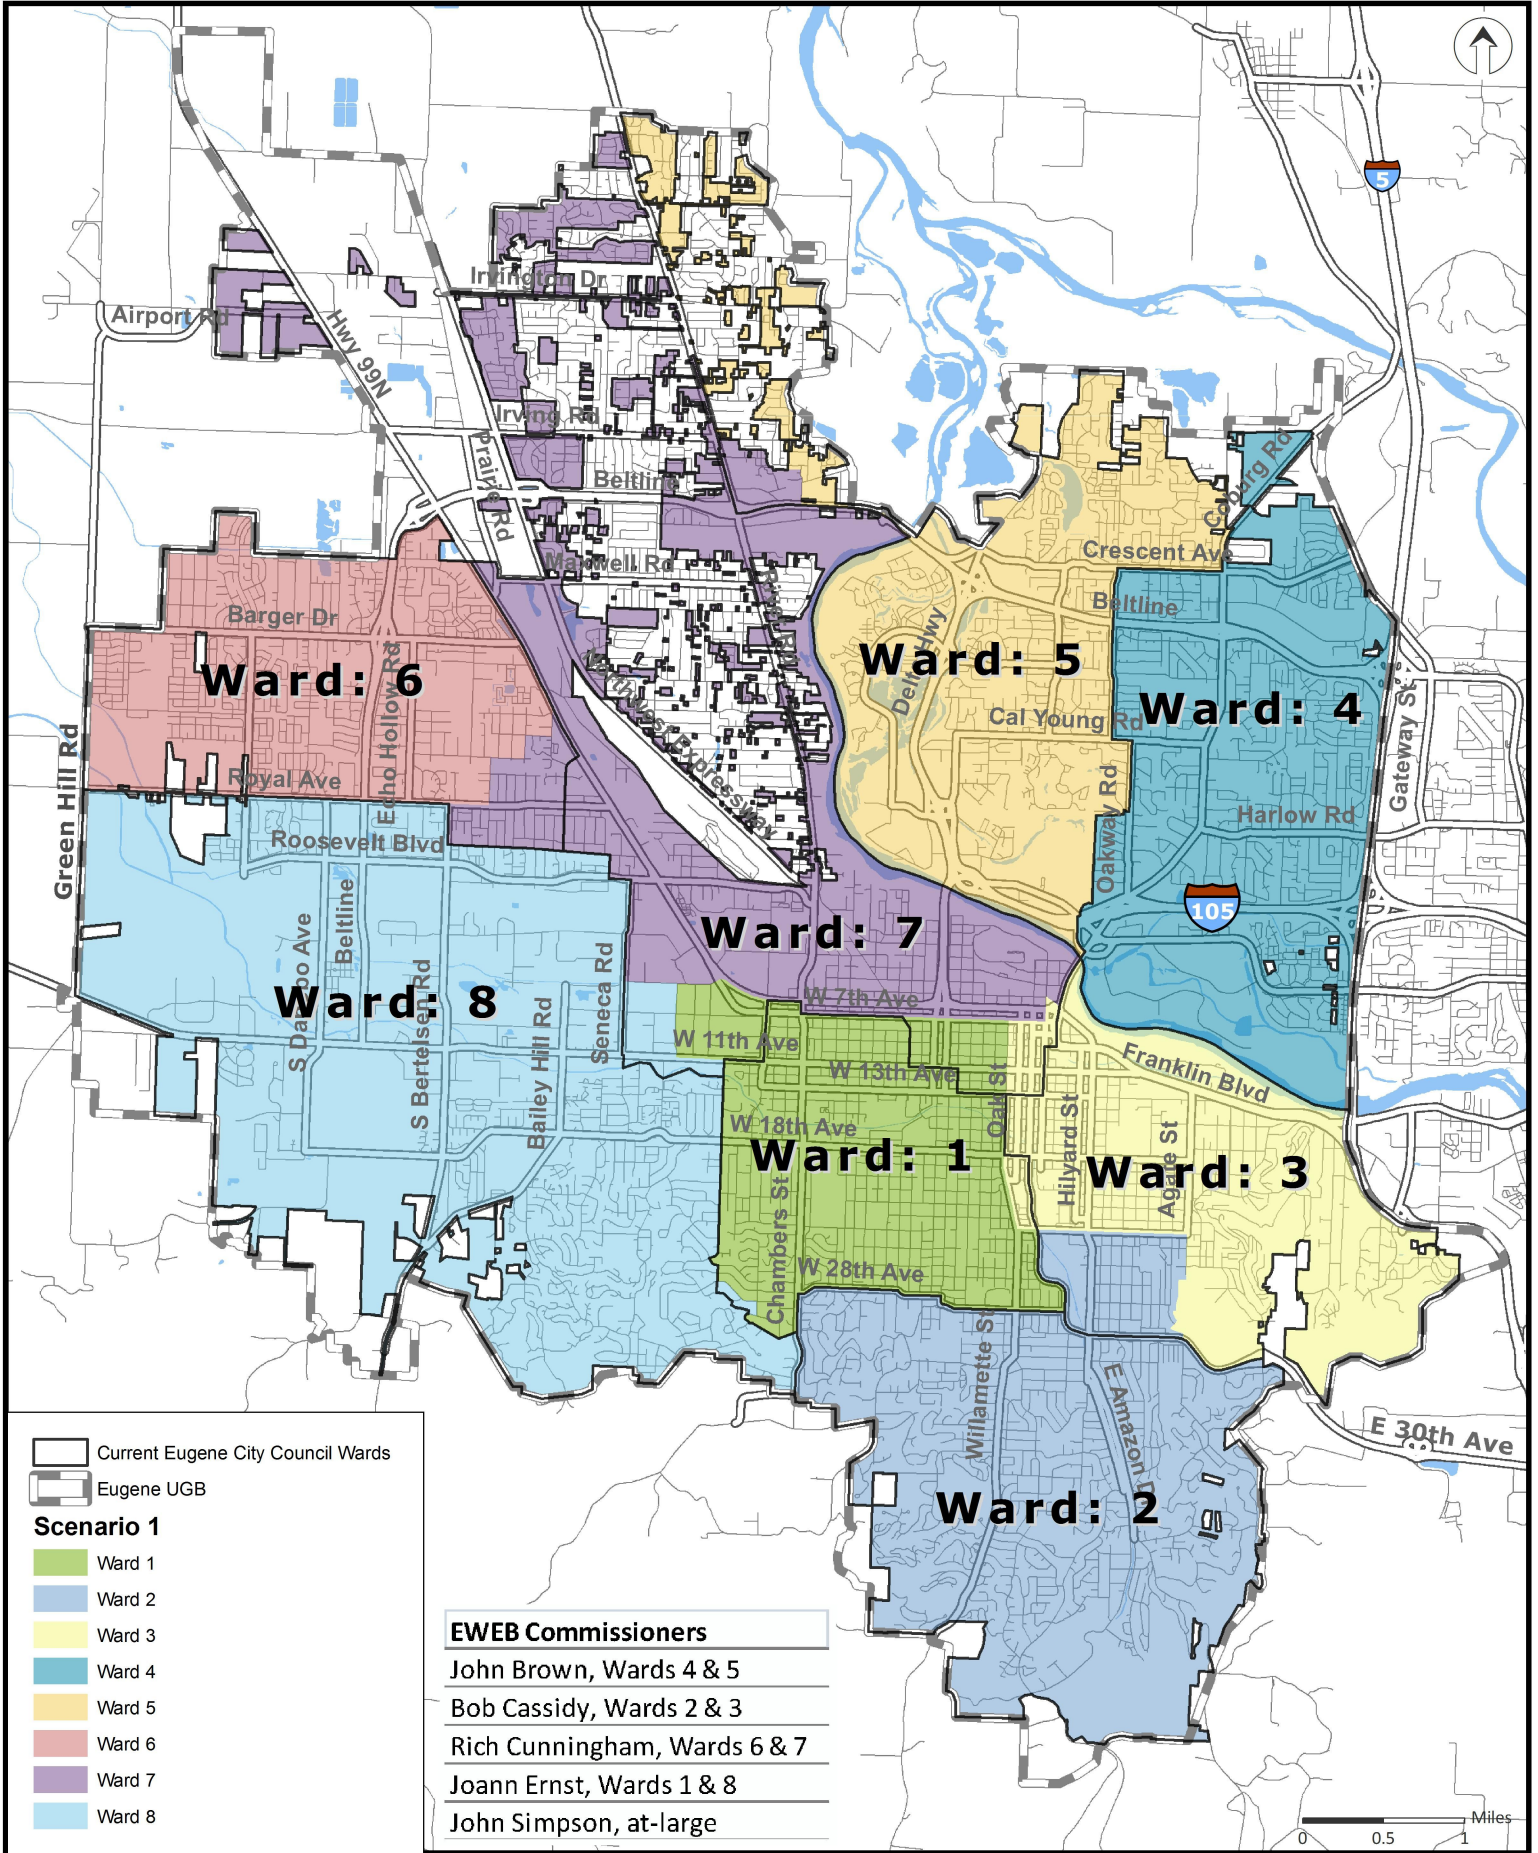 5
Irvington Dr
Airport Rd
Hwy 99N
Irving Rd
Prairie Rd
Beltline
Coburg Rd
Crescent Ave
Maxwell Rd
River Rd
Beltline
Barger Dr
Delta Hwy
Ward: 5
Ward: 6
Northwest Expressway
Ward: 4
Cal Young Rd
Echo Hollow Rd
Gateway St
Green Hill Rd
Royal Ave
Oakway Rd
Harlow Rd
Roosevelt Blvd
105
Beltline
Ward: 7
S Danebo Ave
S Bertelsen Rd
Seneca Rd
Ward: 8
W 7th Ave
Bailey Hill Rd
W 11th Ave
W 13th Ave
Franklin Blvd
Oak St
W 18th Ave
Ward: 1
Hilyard St
Agate St
Ward: 3
Chambers St
W 28th Ave
Willamette St
E Amazon D
E 30th Ave
Ward: 2
Current Eugene City Council Wards
Eugene UGB
Scenario 1
Ward 1
Ward 2
Ward 3
Ward 4
Ward 5
Ward 6
Ward 7
Ward 8
EWEB Commissioners
John Brown, Wards 4 & 5
Bob Cassidy, Wards 2 & 3
Rich Cunningham, Wards 6 & 7
Joann Ernst, Wards 1 & 8
John Simpson, at-large
Miles
0 0.5 1